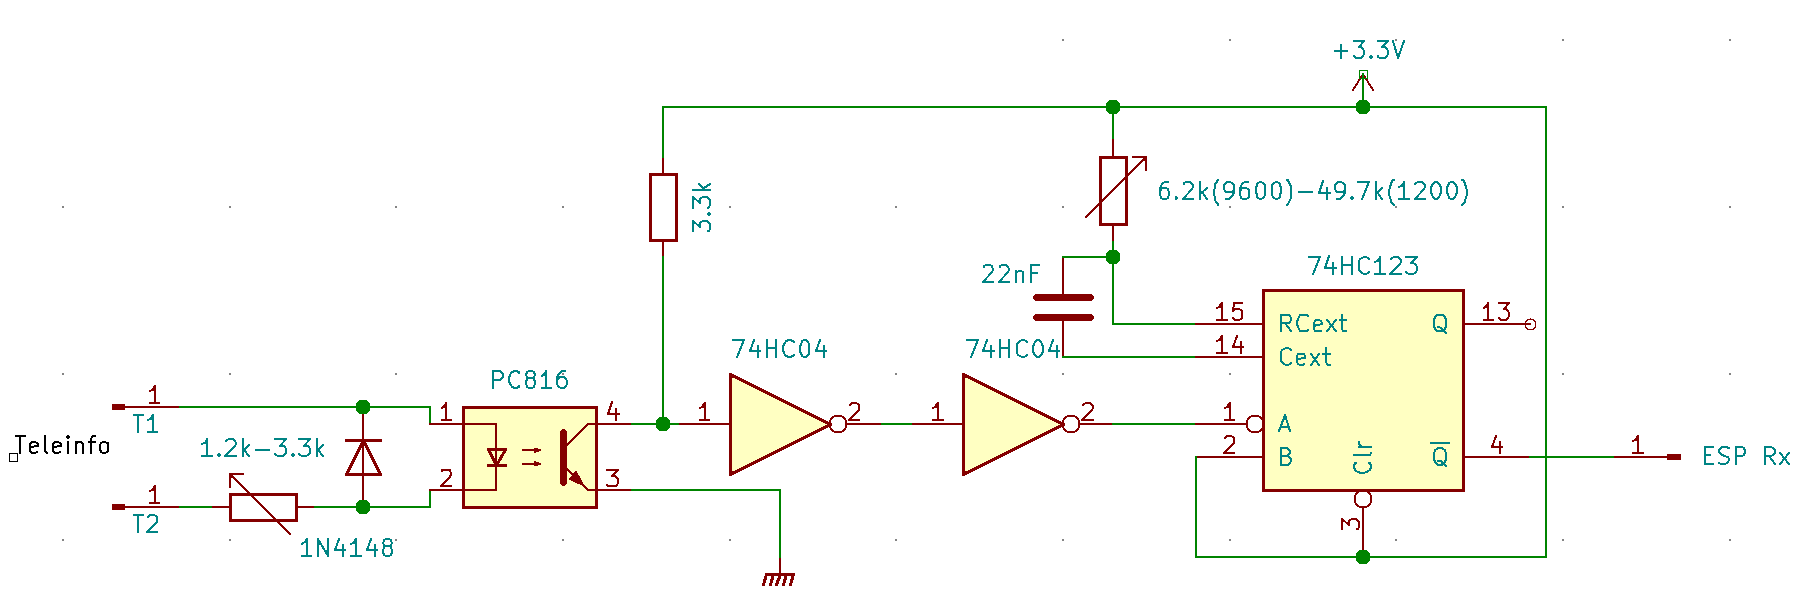 +3.3V
3.3k
6.2k(9600)-49.7k(1200)
22nF
74HC123
15
RCext
Q
13
14
Cext
74HC04
74HC04
PC816
1
T1
1
4
1
2
1
2
1
A
Teleinfo
1.2k-3.3k
2
B
Clr
Q̅
4
1
ESP Rx
1
T2
2
3
3
1N4148